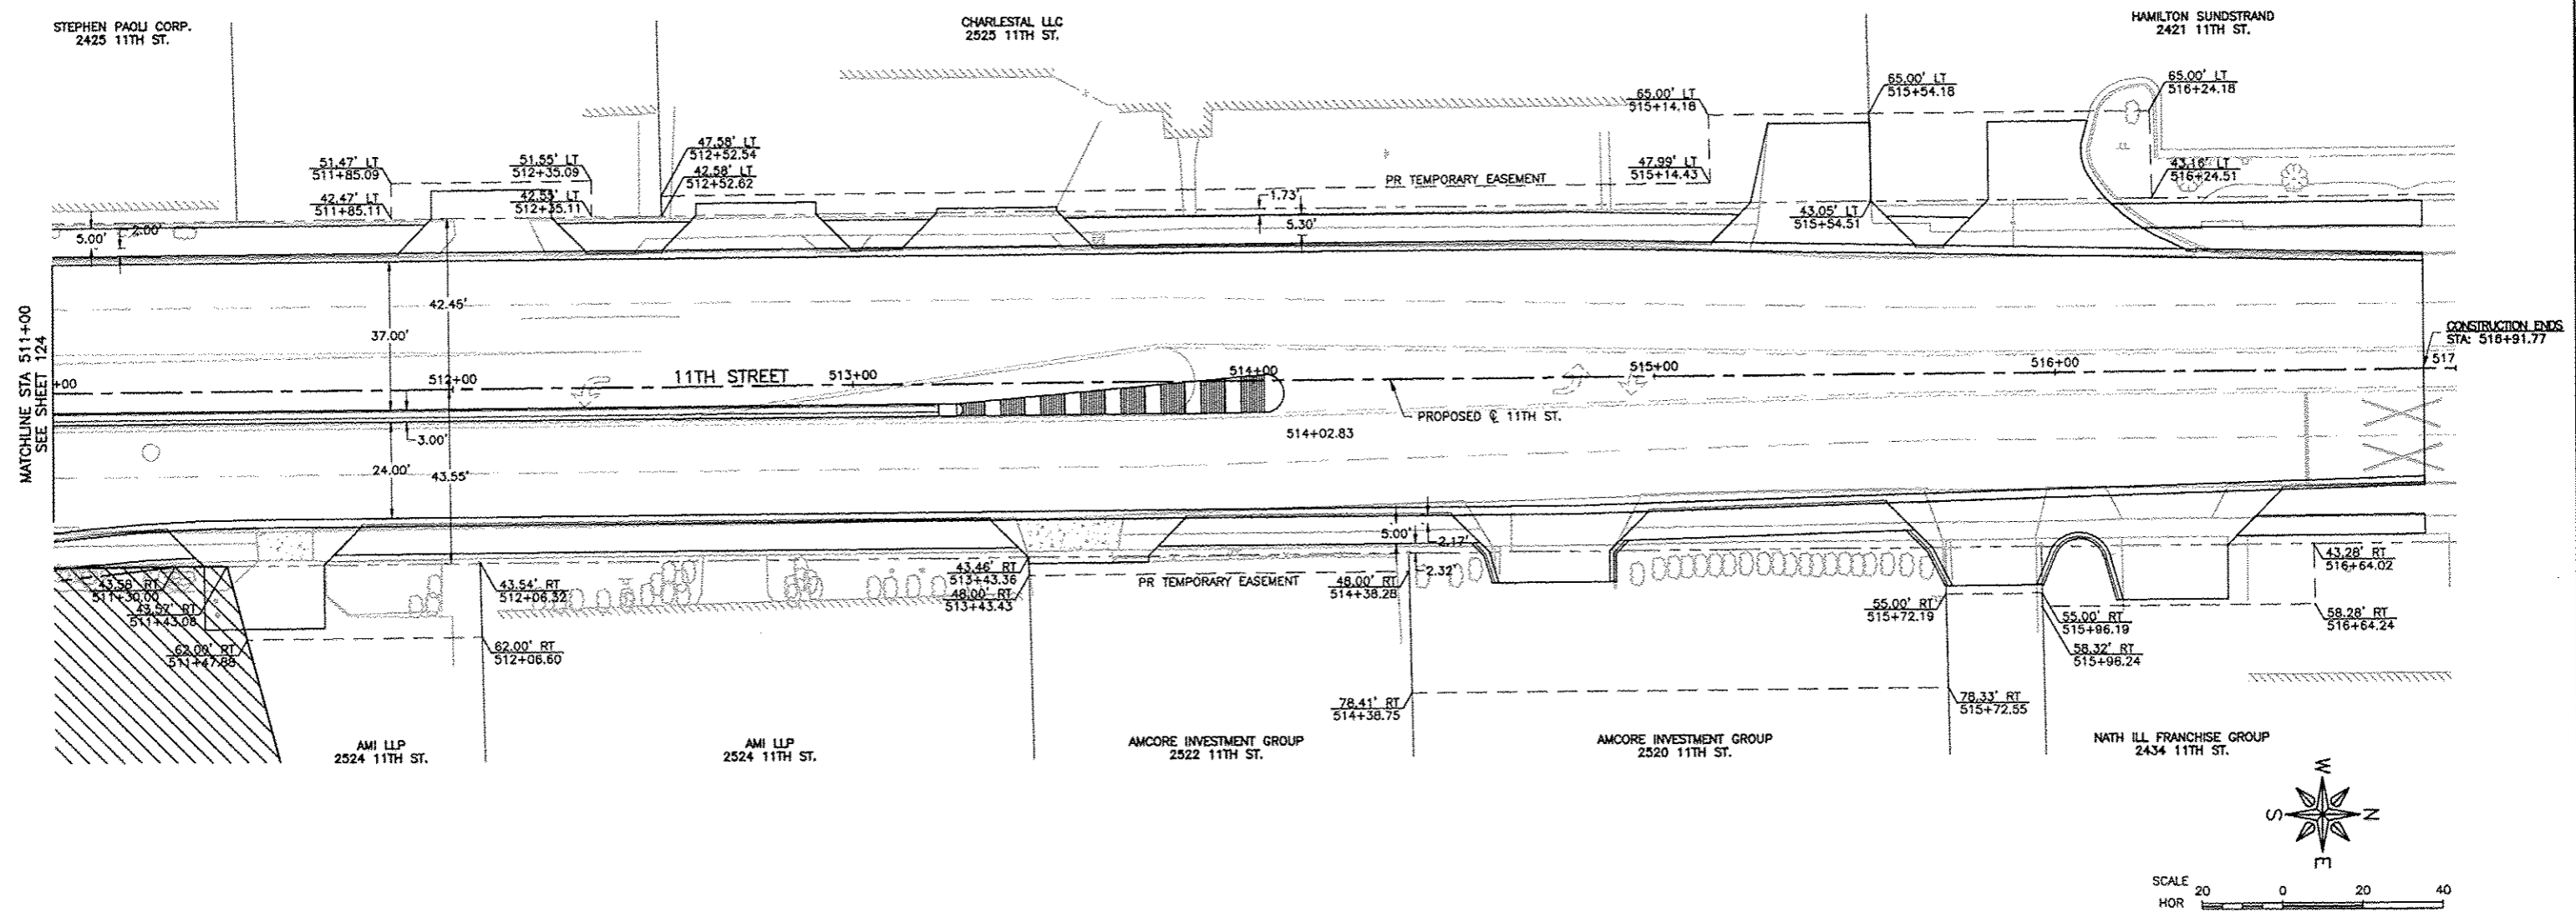 STEPHEN PAOLI CORP.
2425 11TH ST.
CHARLESTAL LLC
2525 11TH ST.
HAMILTON SUNDSTRAND
2421 11TH ST.
65.00' LT
515+14.18
65.00' LT
515+54.18
65.00' LT
516+24.18
51.47' LT
511+85.09
51.55' LT
512+35.09
47.58' LT
512+52.54
42.58' LT
512+52.62
42.47' LT
511+85.11
42.55' LT
512+35.11
47.99' LT
515+14.43
PR TEMPORARY EASEMENT
43.16' LT
516+24.51
43.05' LT
515+54.51
1.73'
5.30'
5.00'
2.00'
42.45'
37.00'
MATCHLINE STA 511+00
SEE SHEET 124
+00
512+00
11TH STREET
513+00
514+00
515+00
516+00
517
CONSTRUCTION ENDS
STA: 516+91.77
PROPOSED ℄ 11TH ST.
514+02.83
3.00'
24.00'
43.55'
5.00'
2.17'
2.32'
43.58' RT
511+30.00
43.57' RT
511+43.08
62.00' RT
511+47.88
43.54' RT
512+06.32
62.00' RT
512+06.60
43.46' RT
513+43.36
48.00' RT
513+43.43
PR TEMPORARY EASEMENT
48.00' RT
514+38.28
78.41' RT
514+38.75
55.00' RT
515+72.19
55.00' RT
515+96.19
58.32' RT
515+96.24
78.33' RT
515+72.55
43.28' RT
516+64.02
58.28' RT
516+64.24
AMI LLP
2524 11TH ST.
AMI LLP
2524 11TH ST.
AMCORE INVESTMENT GROUP
2522 11TH ST.
AMCORE INVESTMENT GROUP
2520 11TH ST.
NATH ILL FRANCHISE GROUP
2434 11TH ST.
W
S
N
E
SCALE
HOR
20 0 20 40